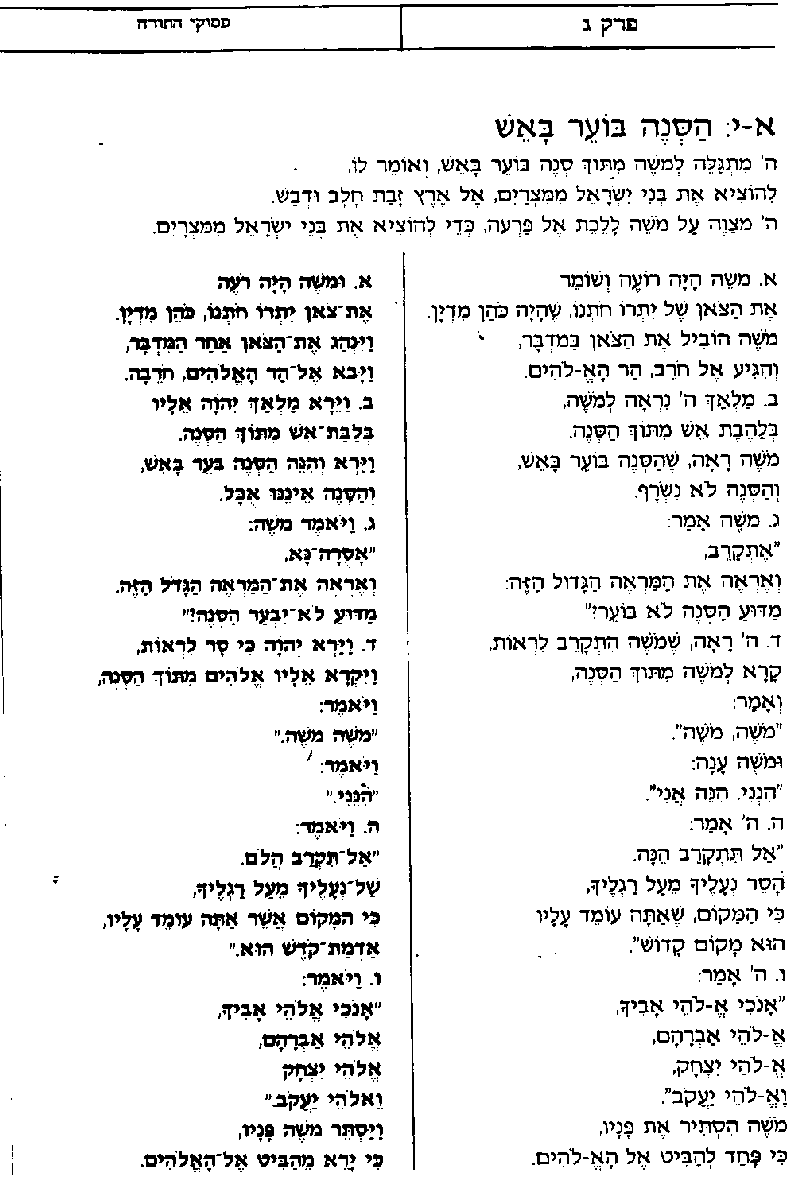 פרק ג
פסוקי התורה
א-י: הַסְּנֶה בּוֹעֵר בָּאֵשׁ
ה' מִתְגַּלֶּה לְמֹשֶׁה מִתּוֹךְ סְנֶה בּוֹעֵר בָּאֵשׁ, וְאוֹמֵר לוֹ,
לְהוֹצִיא אֶת בְּנֵי יִשְׂרָאֵל מִמִּצְרַיִם, אֶל אֶרֶץ זָבַת חָלָב וּדְבַשׁ.
ה' מְצַוֶּה עַל מֹשֶׁה לָלֶכֶת אֶל פַּרְעֹה, כְּדֵי לְהוֹצִיא אֶת בְּנֵי יִשְׂרָאֵל מִמִּצְרַיִם.
א. מֹשֶׁה הָיָה רוֹעֶה וְשׁוֹמֵר
אֶת הַצֹּאן שֶׁל יִתְרוֹ חֹתְנוֹ, שֶׁהָיָה כֹּהֵן מִדְיָן.
מֹשֶׁה הוֹבִיל אֶת הַצֹּאן בַּמִּדְבָּר,
וְהִגִּיעַ אֶל חֹרֵב, הַר הָאֱ-לֹהִים.
ב. מַלְאַךְ ה' נִרְאָה לְמֹשֶׁה,
בְּלַהֶבֶת אֵשׁ מִתּוֹךְ הַסְּנֶה.
מֹשֶׁה רָאָה, שֶׁהַסְּנֶה בּוֹעֵר בָּאֵשׁ,
וְהַסְּנֶה לֹא נִשְׂרָף.
ג. מֹשֶׁה אָמַר:
"אֶתְקָרֵב,
וְאֶרְאֶה אֶת הַמַּרְאֶה הַגָּדוֹל הַזֶּה:
מַדּוּעַ הַסְּנֶה לֹא בּוֹעֵר?"
ד. ה' רָאָה, שֶׁמֹּשֶׁה הִתְקָרֵב לִרְאוֹת,
קָרָא לְמֹשֶׁה מִתּוֹךְ הַסְּנֶה,
וְאָמַר:
"מֹשֶׁה, מֹשֶׁה".
וּמֹשֶׁה עָנָה:
"הִנֵנִי. הִנֵּה אֲנִי".
ה. ה' אָמַר:
"אַל תִּתְקָרֵב הֵנָּה.
הָסֵר נְעָלֶיךָ מֵעַל רַגְלֶיךָ,
כִּי הַמָּקוֹם, שֶׁאַתָּה עוֹמֵד עָלָיו
הוּא מָקוֹם קָדוֹשׁ".
ו. ה' אָמַר:
"אָנֹכִי אֱ-לֹהֵי אָבִיךָ,
אֱ-לֹהֵי אַבְרָהָם,
אֱ-לֹהֵי יִצְחָק,
וֶאֱ-לֹהֵי יַעֲקֹב".
מֹשֶׁה הִסְתִּיר אֶת פָּנָיו,
כִּי פָּחַד לְהַבִּיט אֶל הָאֱ-לֹהִים.
א. וּמֹשֶׁה הָיָה רֹעֶה
אֶת־צֹאן יִתְרוֹ חֹתְנוֹ, כֹּהֵן מִדְיָן.
וַיִּנְהַג אֶת־הַצֹּאן אַחַר הַמִּדְבָּר,
וַיָּבֹא אֶל־הַר הָאֱלֹהִים, חֹרֵבָה.
ב. וַיֵּרָא מַלְאַךְ יְהוָה אֵלָיו
בְּלַבַּת־אֵשׁ מִתּוֹךְ הַסְּנֶה.
וַיַּרְא וְהִנֵּה הַסְּנֶה בֹּעֵר בָּאֵשׁ,
וְהַסְּנֶה אֵינֶנּוּ אֻכָּל.
ג. וַיֹּאמֶר מֹשֶׁה:
"אָסֻרָה־נָּא,
וְאֶרְאֶה אֶת־הַמַּרְאֶה הַגָּדֹל הַזֶּה.
מַדּוּעַ לֹא־יִבְעַר הַסְּנֶה?"
ד. וַיַּרְא יְהוָה כִּי סָר לִרְאוֹת,
וַיִּקְרָא אֵלָיו אֱלֹהִים מִתּוֹךְ הַסְּנֶה,
וַיֹּאמֶר:
"מֹשֶׁה מֹשֶׁה."
וַיֹּאמֶר:
"הִנֵּנִי."
ה. וַיֹּאמֶר:
"אַל־תִּקְרַב הֲלֹם.
שַׁל־נְעָלֶיךָ מֵעַל רַגְלֶיךָ,
כִּי הַמָּקוֹם אֲשֶׁר אַתָּה עוֹמֵד עָלָיו,
אַדְמַת־קֹדֶשׁ הוּא."
ו. וַיֹּאמֶר:
"אָנֹכִי אֱלֹהֵי אָבִיךָ,
אֱלֹהֵי אַבְרָהָם,
אֱלֹהֵי יִצְחָק
וֵאלֹהֵי יַעֲקֹב."
וַיַּסְתֵּר מֹשֶׁה פָּנָיו,
כִּי יָרֵא מֵהַבִּיט אֶל־הָאֱלֹהִים.